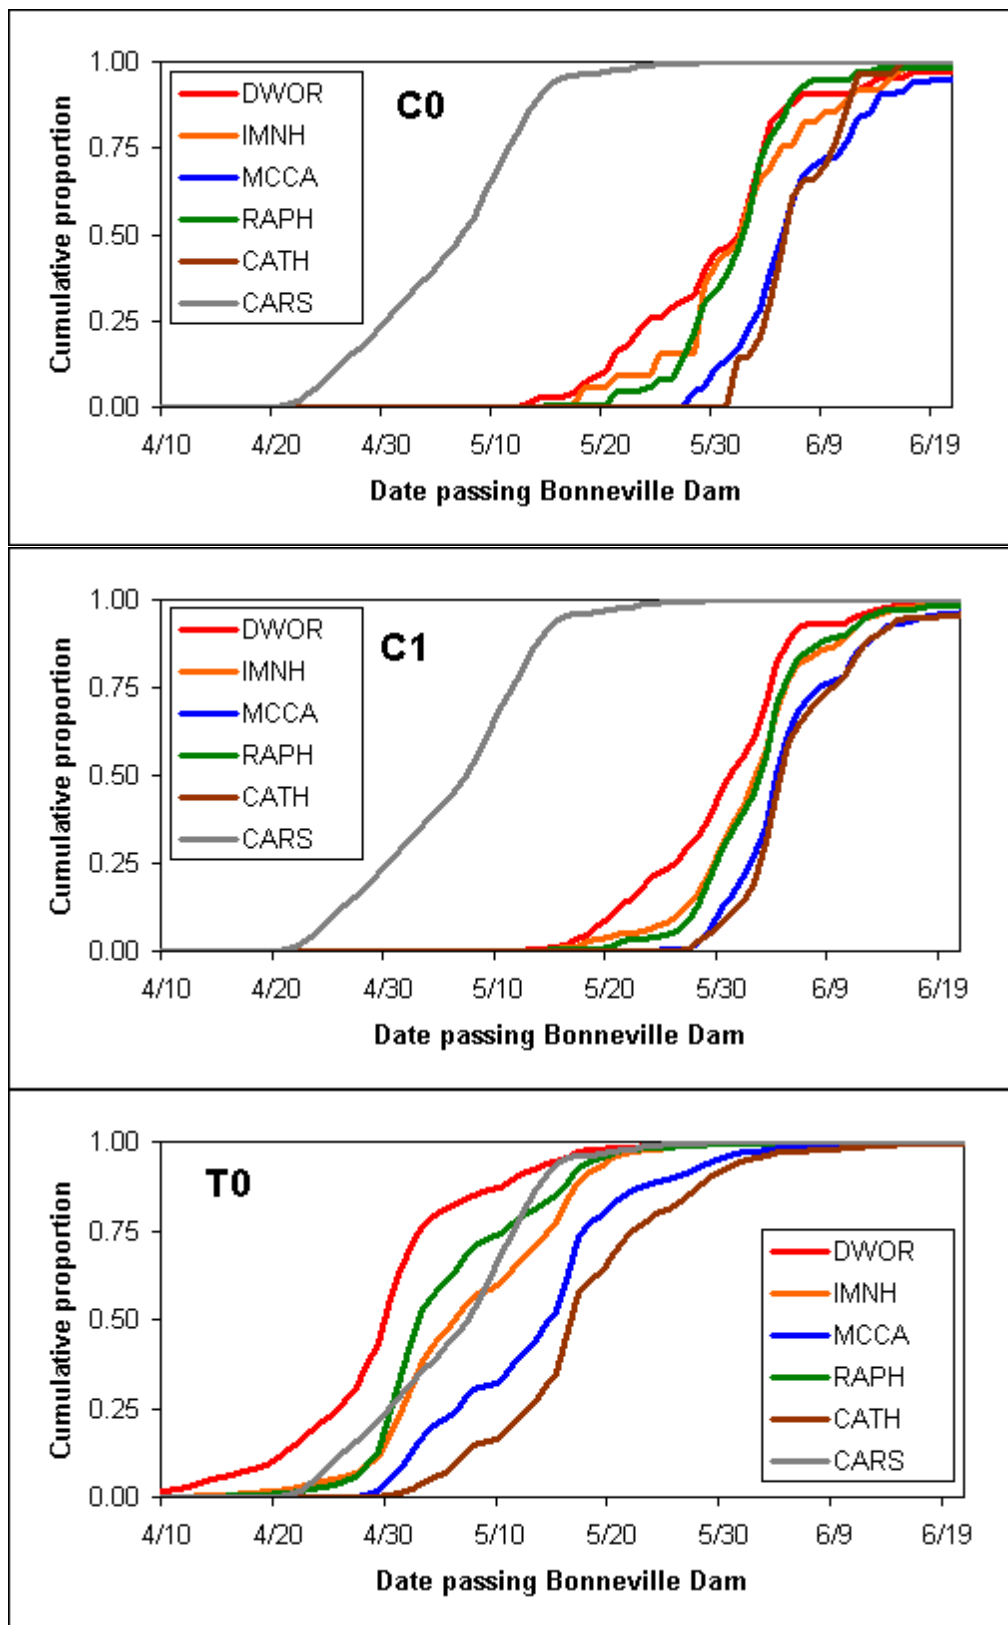 C0
Cumulative proportion
1.00
0.75
0.50
0.25
0.00
DWOR
IMNH
MCCA
RAPH
CATH
CARS
4/10 4/20 4/30 5/10 5/20 5/30 6/9 6/19
Date passing Bonneville Dam
C1
Cumulative proportion
1.00
0.75
0.50
0.25
0.00
DWOR
IMNH
MCCA
RAPH
CATH
CARS
4/10 4/20 4/30 5/10 5/20 5/30 6/9 6/19
Date passing Bonneville Dam
T0
Cumulative proportion
1.00
0.75
0.50
0.25
0.00
DWOR
IMNH
MCCA
RAPH
CATH
CARS
4/10 4/20 4/30 5/10 5/20 5/30 6/9 6/19
Date passing Bonneville Dam